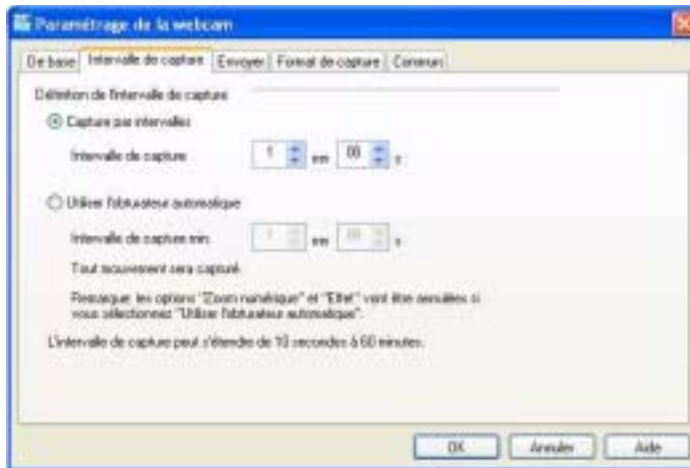 Paramétrage de la webcam
De base Intervalle de capture Envoyer Format de capture Commun
Définition de l'intervalle de capture
Capture par intervalles
Intervalle de capture 1 mn 00 s
Utiliser l'obturateur automatique
Intervalle de capture min. 1 mn 00 s
Tout mouvement sera capturé.
Remarque: les options "Zoom numérique" et "Effet" vont être annulées si
vous sélectionnez "Utiliser l'obturateur automatique".
L'intervalle de capture peut s'étendre de 10 secondes à 60 minutes.
OK Annuler Aide